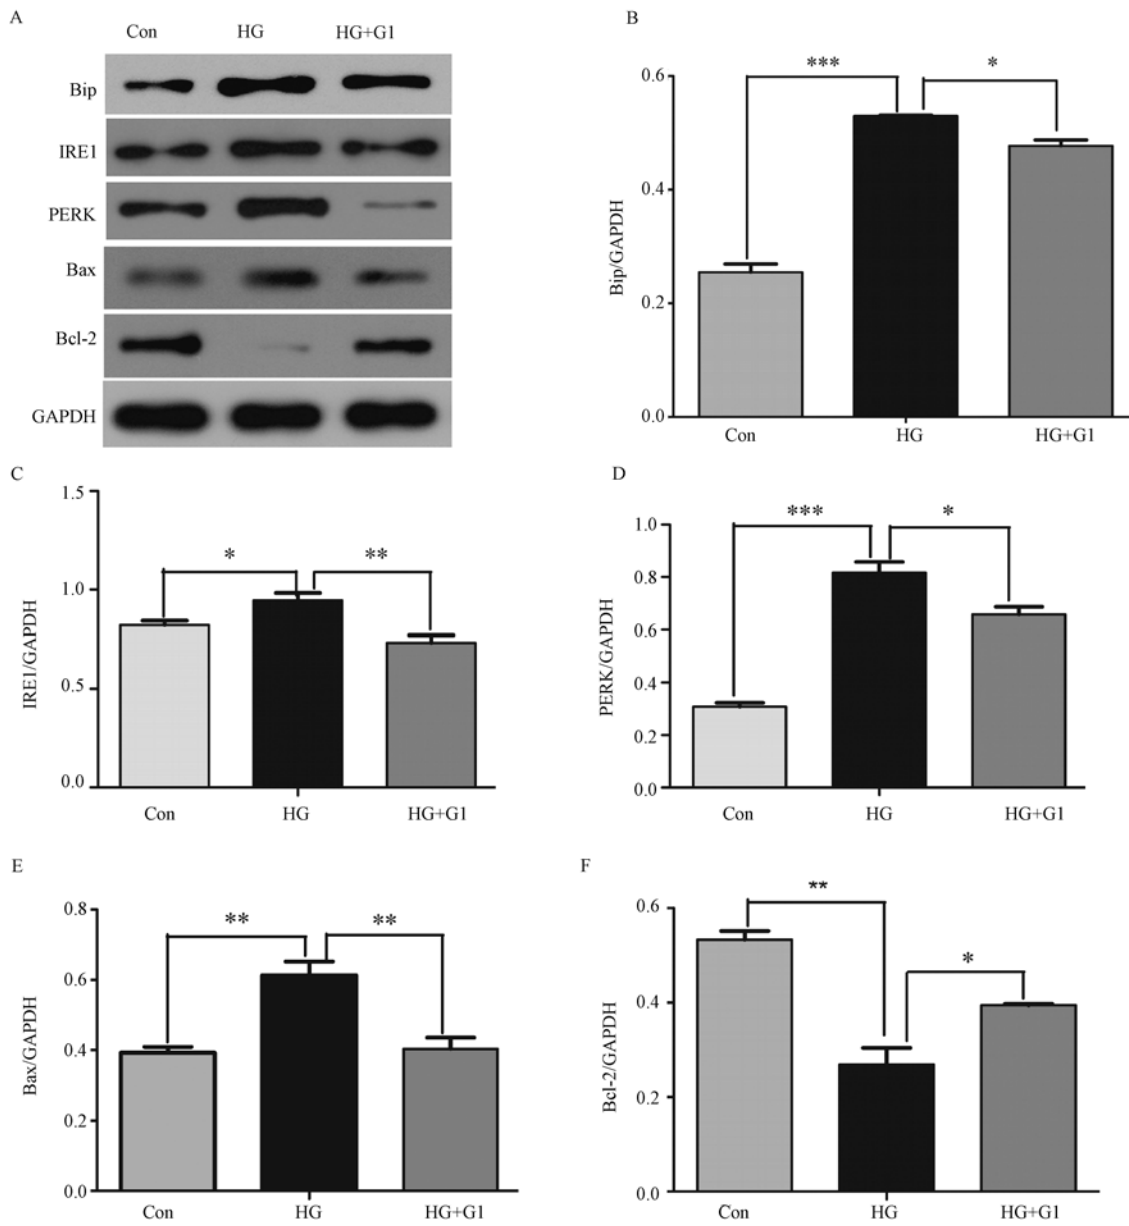 A
Con HG HG+G1
Bip
IRE1
PERK
Bax
Bcl-2
GAPDH
B
*** *
0.6
0.4
0.2
0.0
Bip/GAPDH
Con HG HG+G1
C
1.5
1.0
0.5
0.0
* **
IRE1/GAPDH
Con HG HG+G1
D
*** *
1.0
0.8
0.6
0.4
0.2
0.0
PERK/GAPDH
Con HG HG+G1
E
0.8
0.6
0.4
0.2
0.0
** **
Bax/GAPDH
Con HG HG+G1
F
** *
0.6
0.4
0.2
0.0
Bcl-2/GAPDH
Con HG HG+G1